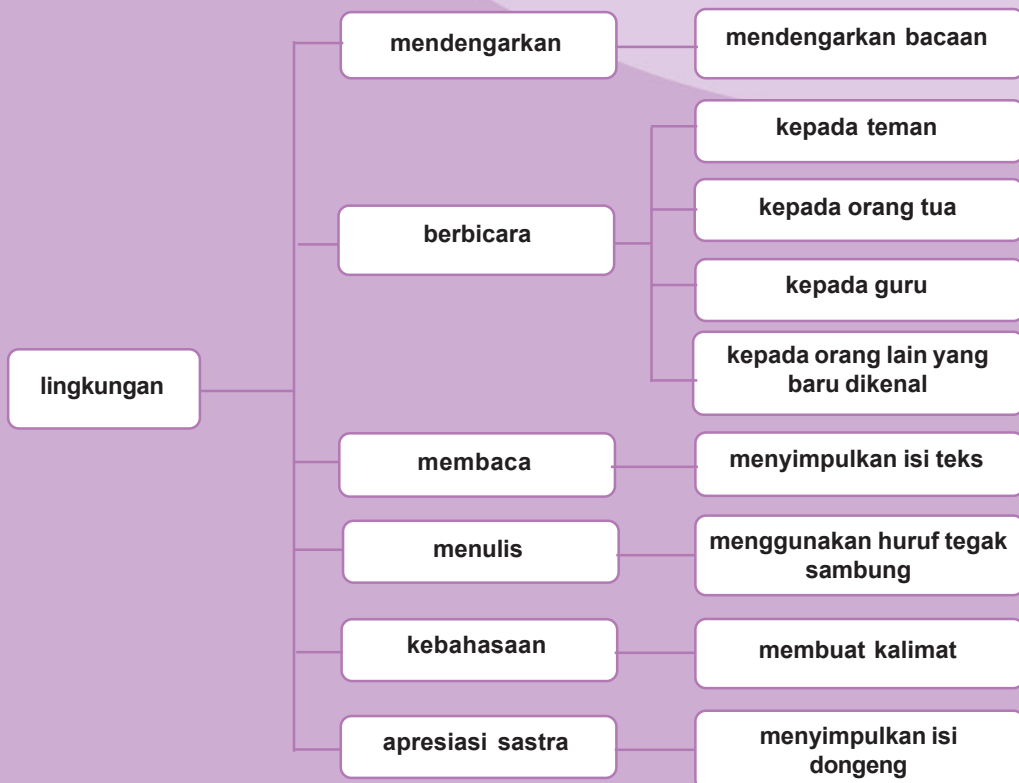 mendengarkan
mendengarkan bacaan
kepada teman
kepada orang tua
berbicara
kepada guru
kepada orang lain yang
baru dikenal
lingkungan
membaca
menyimpulkan isi teks
menulis
menggunakan huruf tegak
sambung
kebahasaan
membuat kalimat
apresiasi sastra
menyimpulkan isi
dongeng